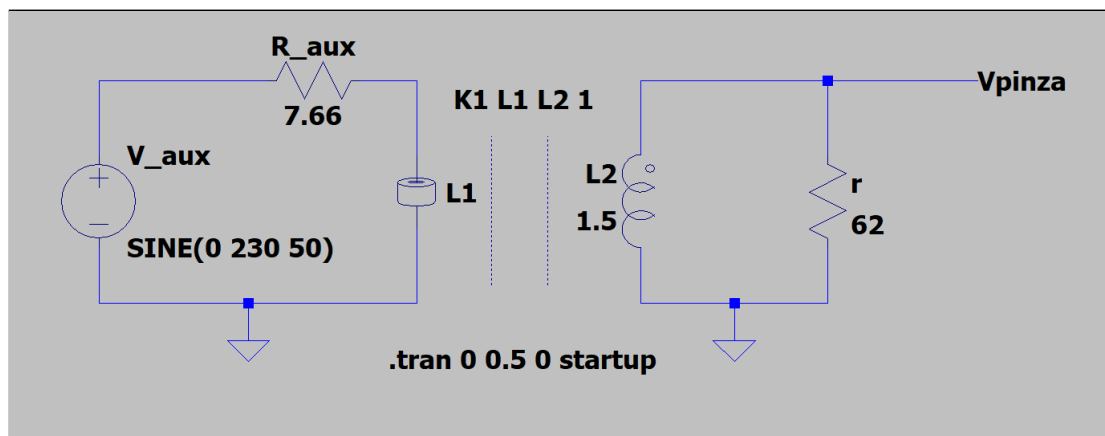 R_aux
7.66
K1 L1 L2 1
Vpinza
V_aux
L1
L2
1.5
r
62
SINE(0 230 50)
.tran 0 0.5 0 startup